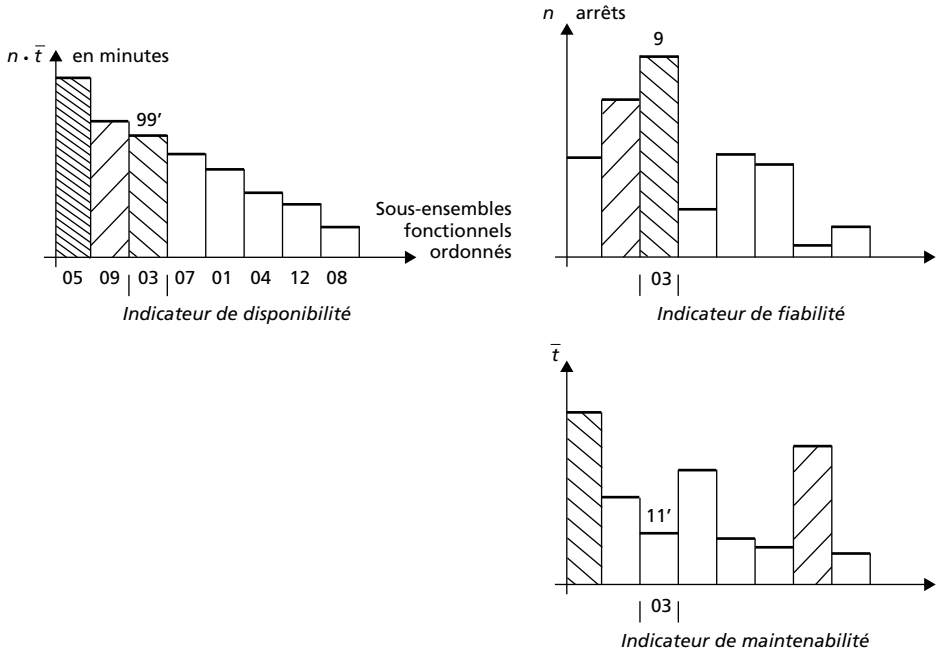 n · t̅ en minutes
99’
Sous-ensembles
fonctionnels
ordonnés
05 09 03 07 01 04 12 08
Indicateur de disponibilité
n arrêts
9
03
Indicateur de fiabilité
t̅
11’
03
Indicateur de maintenabilité